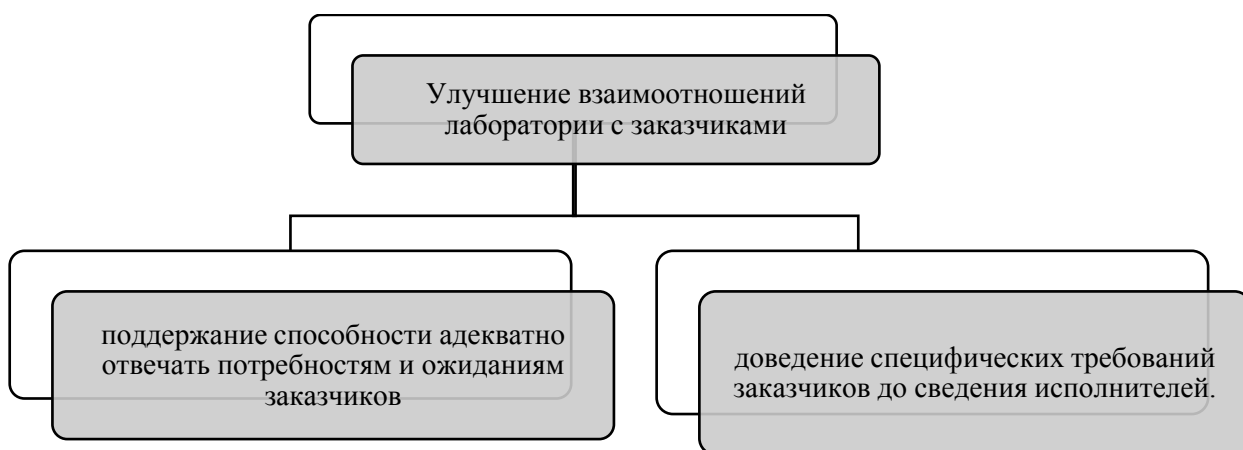 Улучшение взаимоотношений
лаборатории с заказчиками
поддержание способности адекватно
отвечать потребностям и ожиданиям
заказчиков
доведение специфических требований
заказчиков до сведения исполнителей.